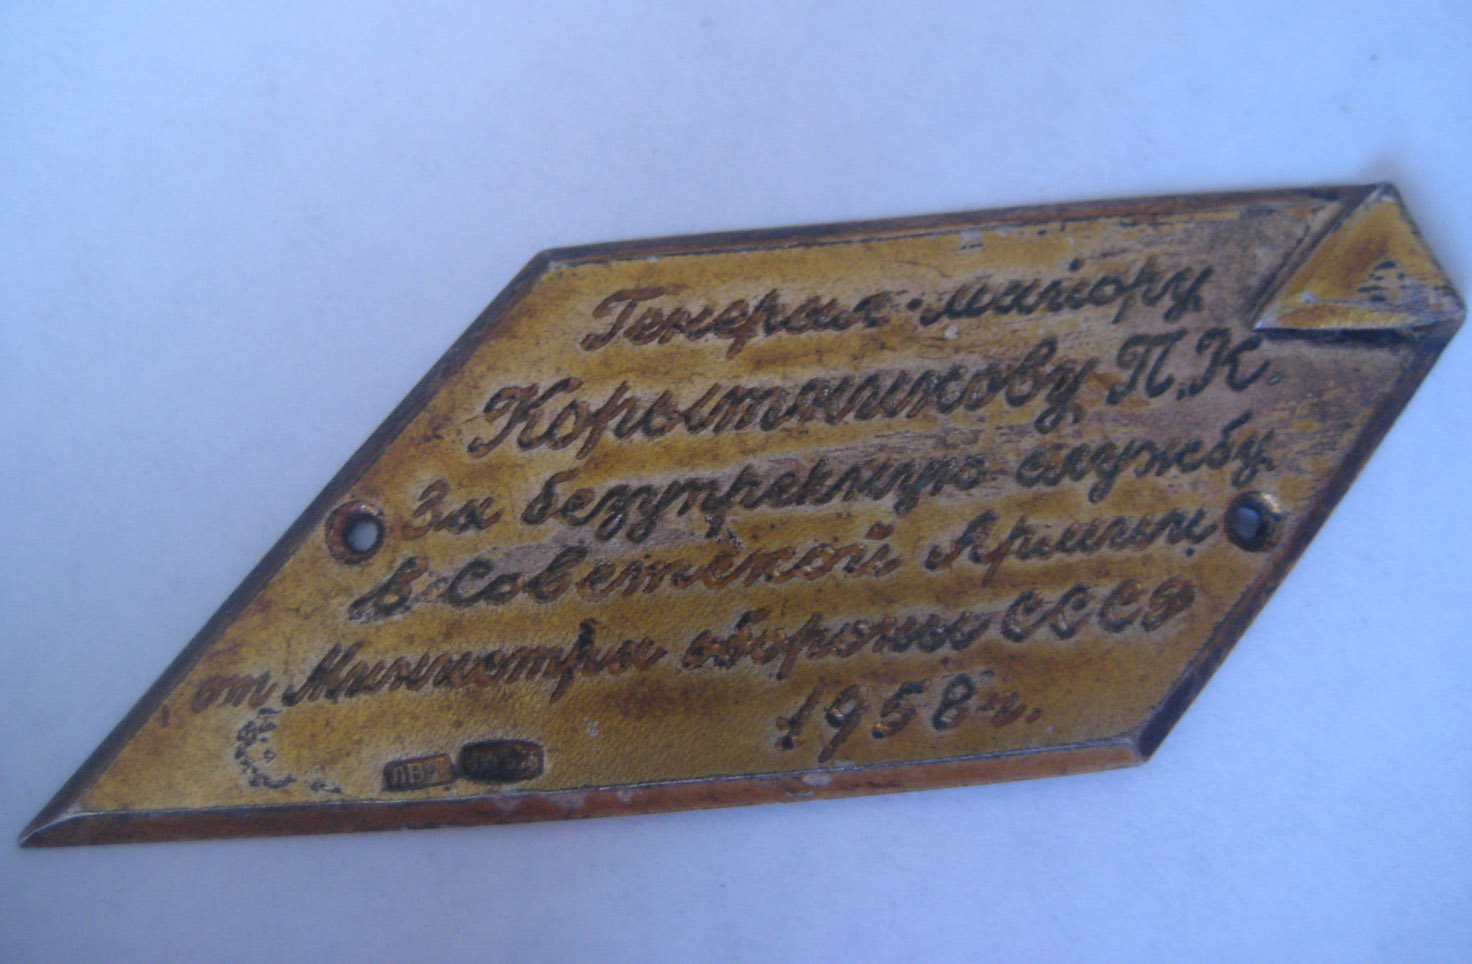 Генерал-майору
Корытникову П.К.
За безупречную службу
в Советской Армии
от Министра обороны СССР
1958 г.